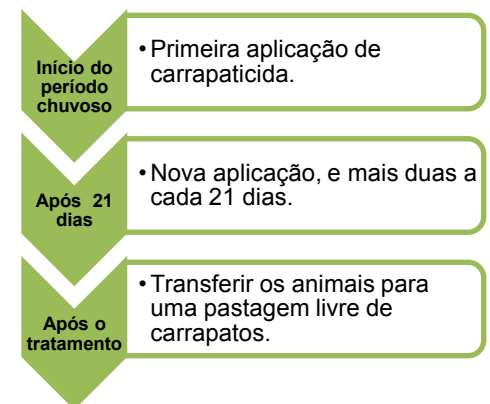 Início do
período
chuvoso
• Primeira aplicação de
carrapaticida.
Após 21
dias
• Nova aplicação, e mais duas a
cada 21 dias.
Após o
tratamento
• Transferir os animais para
uma pastagem livre de
carrapatos.